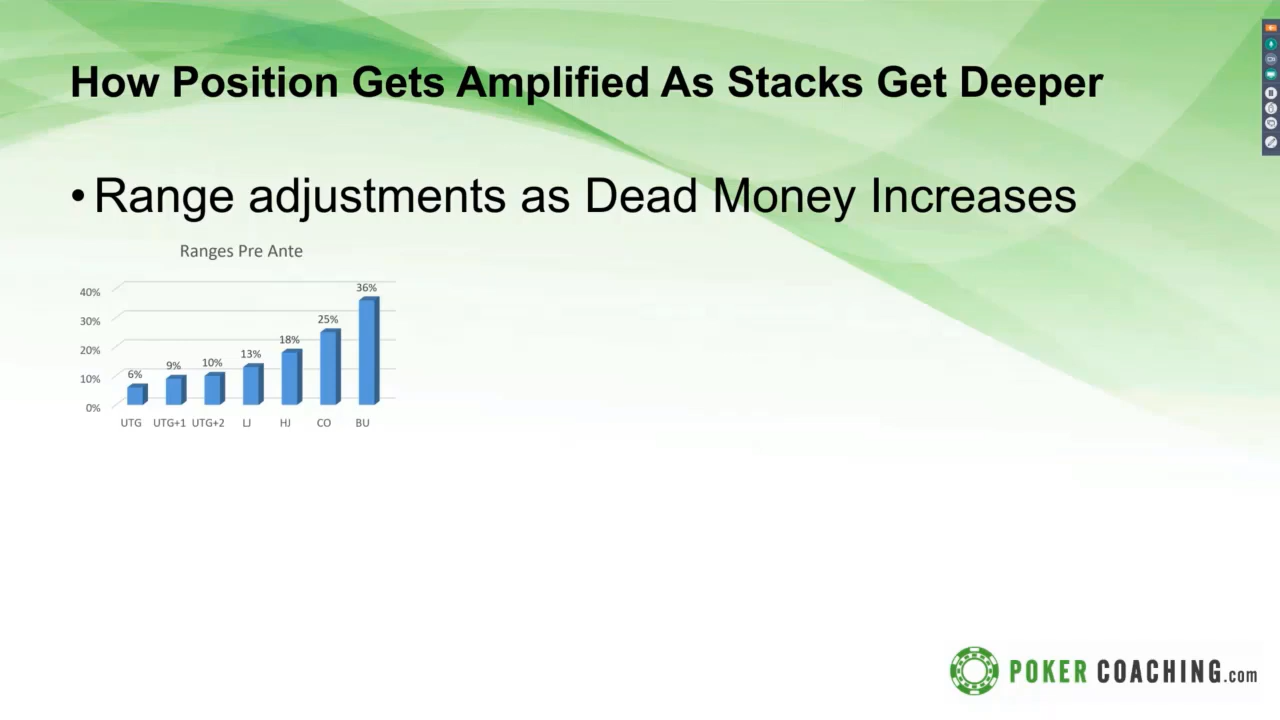 How Position Gets Amplified As Stacks Get Deeper
• Range adjustments as Dead Money Increases
Ranges Pre Ante
40%
30%
20%
10%
0%
6%
9%
10%
13%
18%
25%
36%
UTG UTG+1 UTG+2 LJ HJ CO BU
POKER COACHING.com